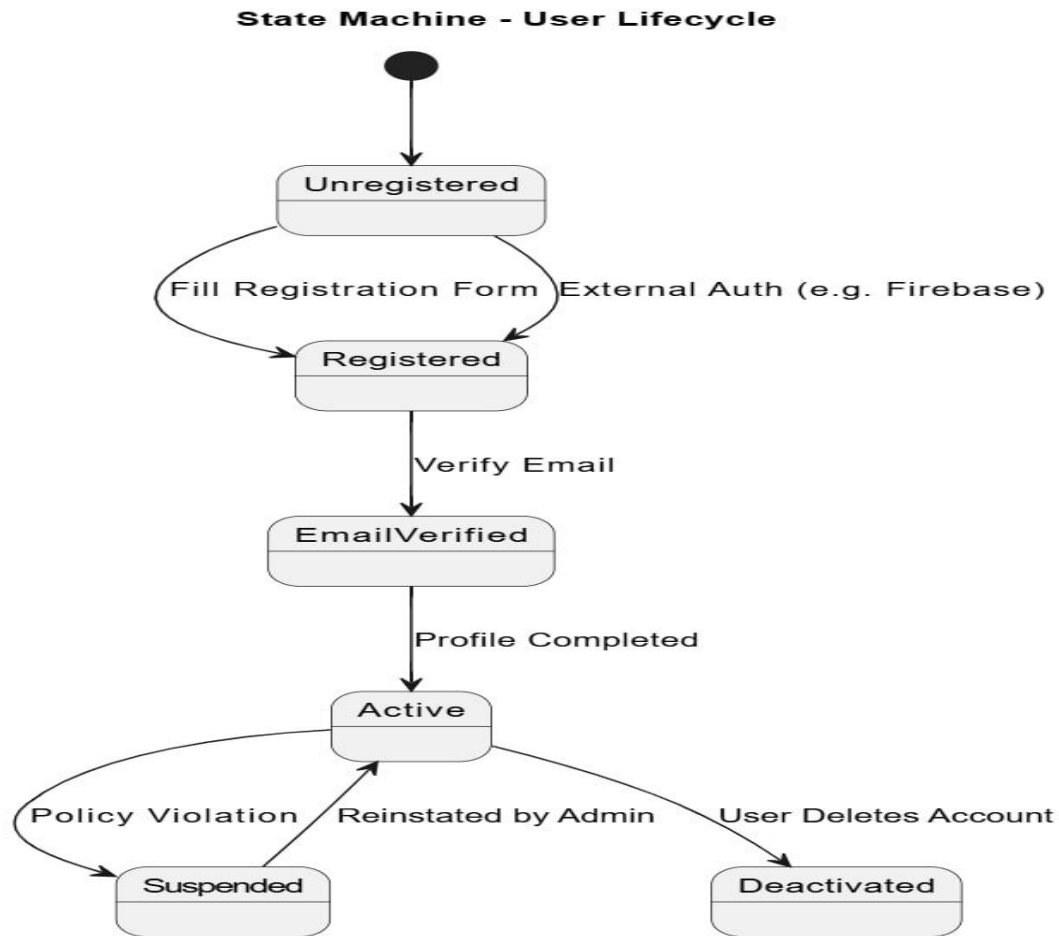 State Machine - User Lifecycle
Unregistered
Fill Registration Form
External Auth (e.g. Firebase)
Registered
Verify Email
EmailVerified
Profile Completed
Active
Policy Violation
Reinstated by Admin
User Deletes Account
Suspended
Deactivated